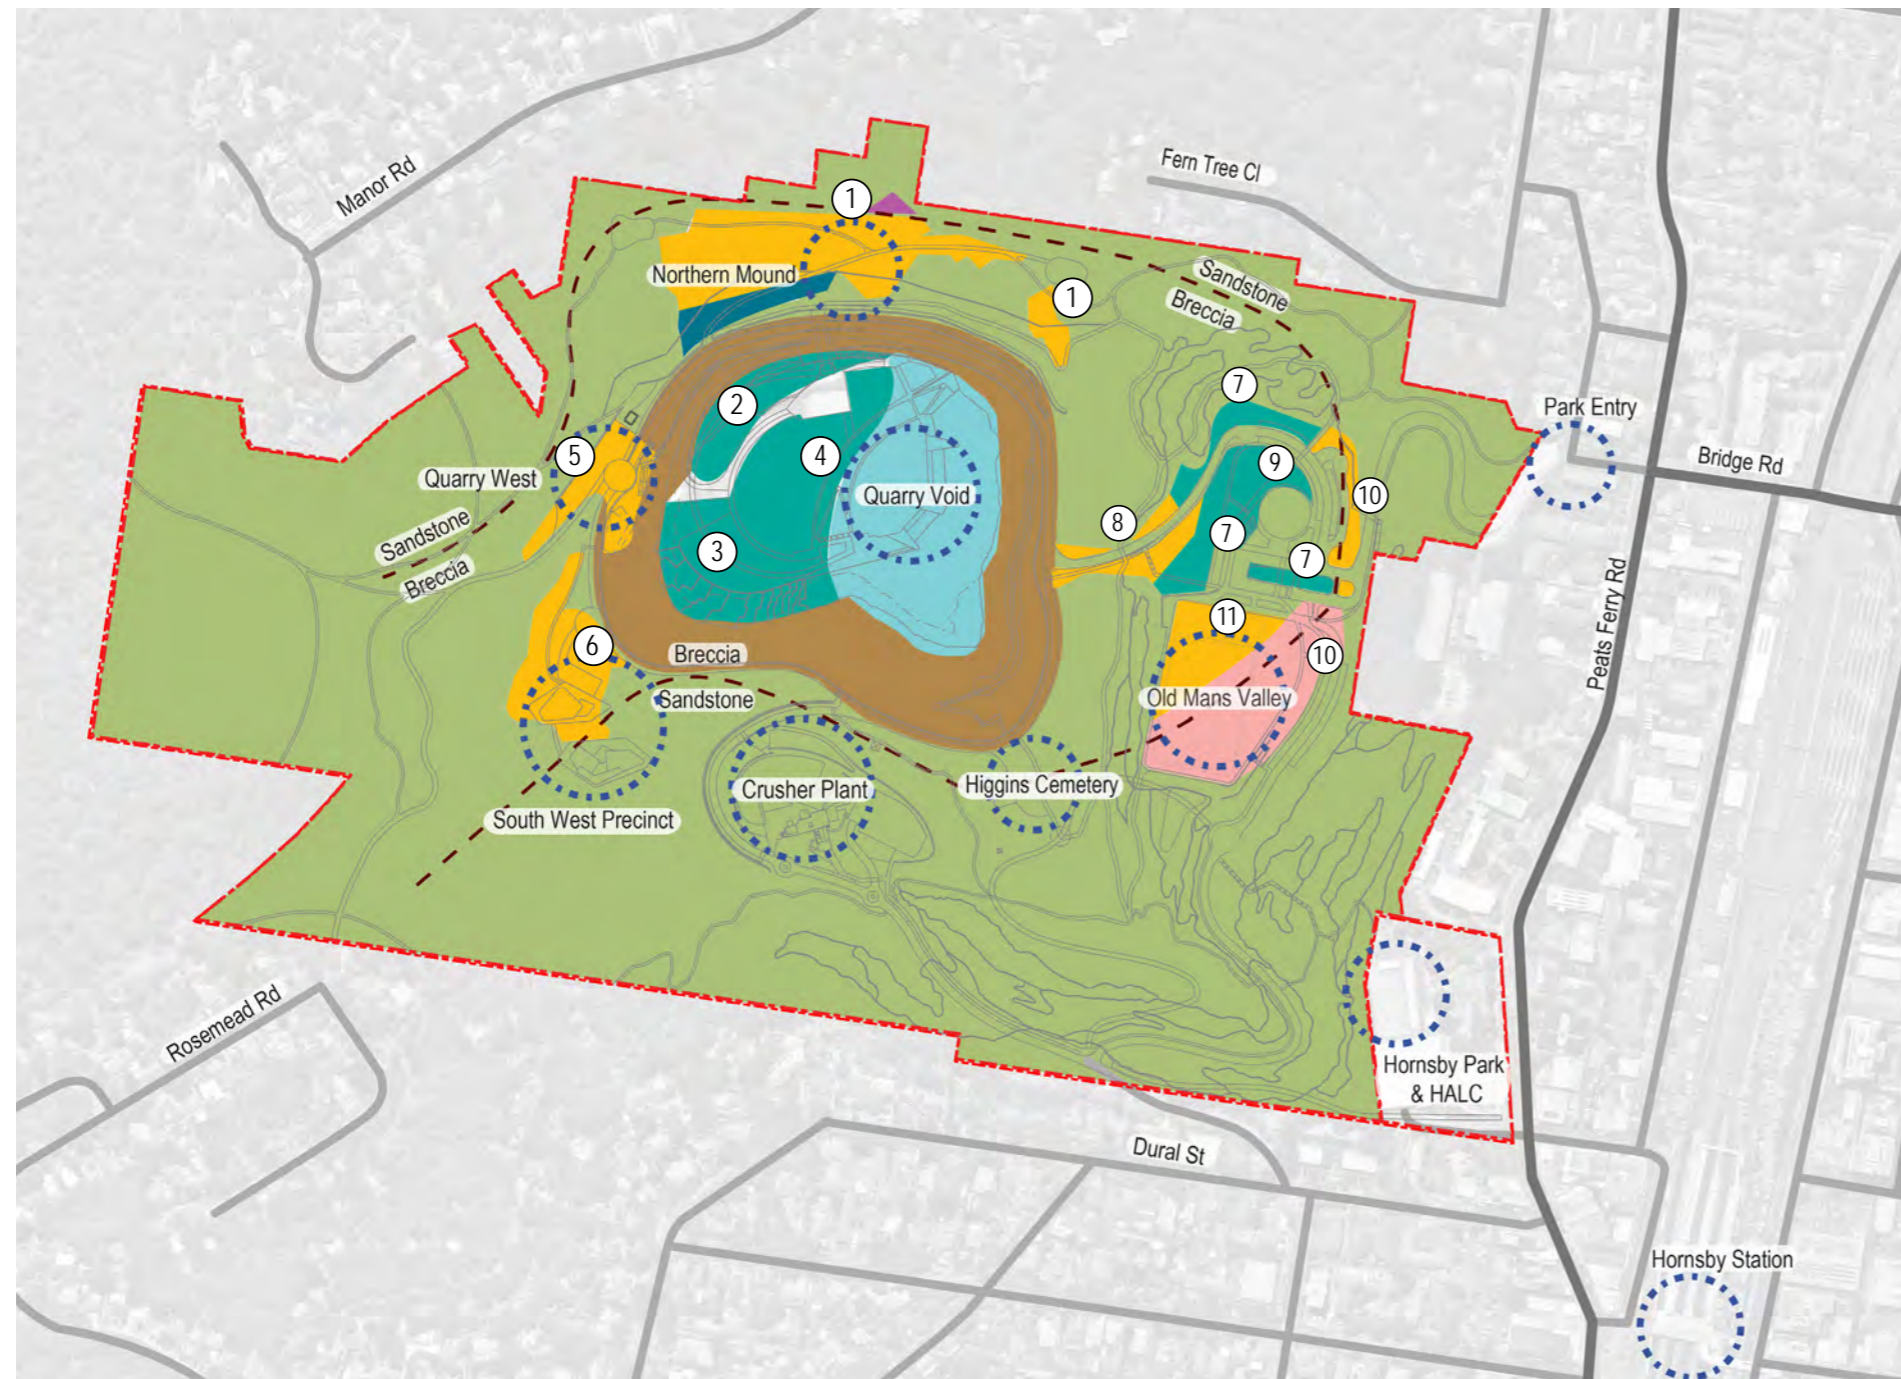 Manor Rd
Fern Tree Cl
1
Northern Mound
1
Sandstone
Breccia
7
Park Entry
Bridge Rd
2
5
4
9
Quarry West
Quarry Void
10
8
Sandstone
Breccia
3
7
7
11
Peats Ferry Rd
6
Breccia
Sandstone
10
Old Mans Valley
Crusher Plant
Higgins Cemetery
South West Precinct
Rosemead Rd
Hornsby Park
& HALC
Dural St
Hornsby Station